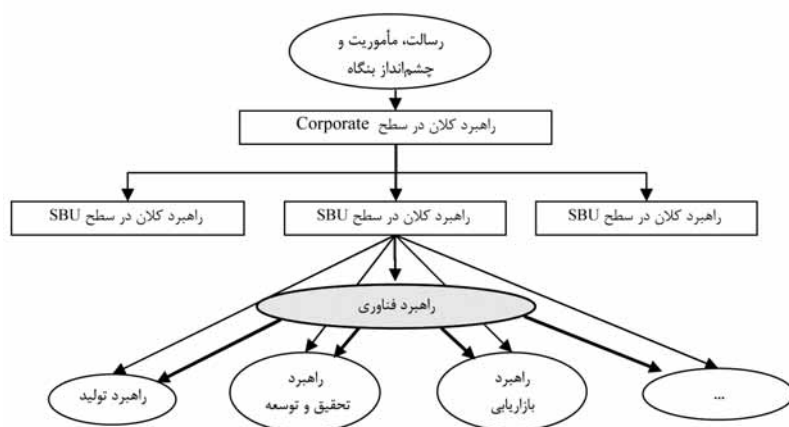 رسالت، مأموریت و
چشم‌انداز بنگاه
راهبرد کلان در سطح Corporate
راهبرد کلان در سطح SBU
راهبرد کلان در سطح SBU
راهبرد کلان در سطح SBU
راهبرد فناوری
راهبرد
بازاریابی
راهبرد
تحقیق و توسعه
راهبرد تولید
...